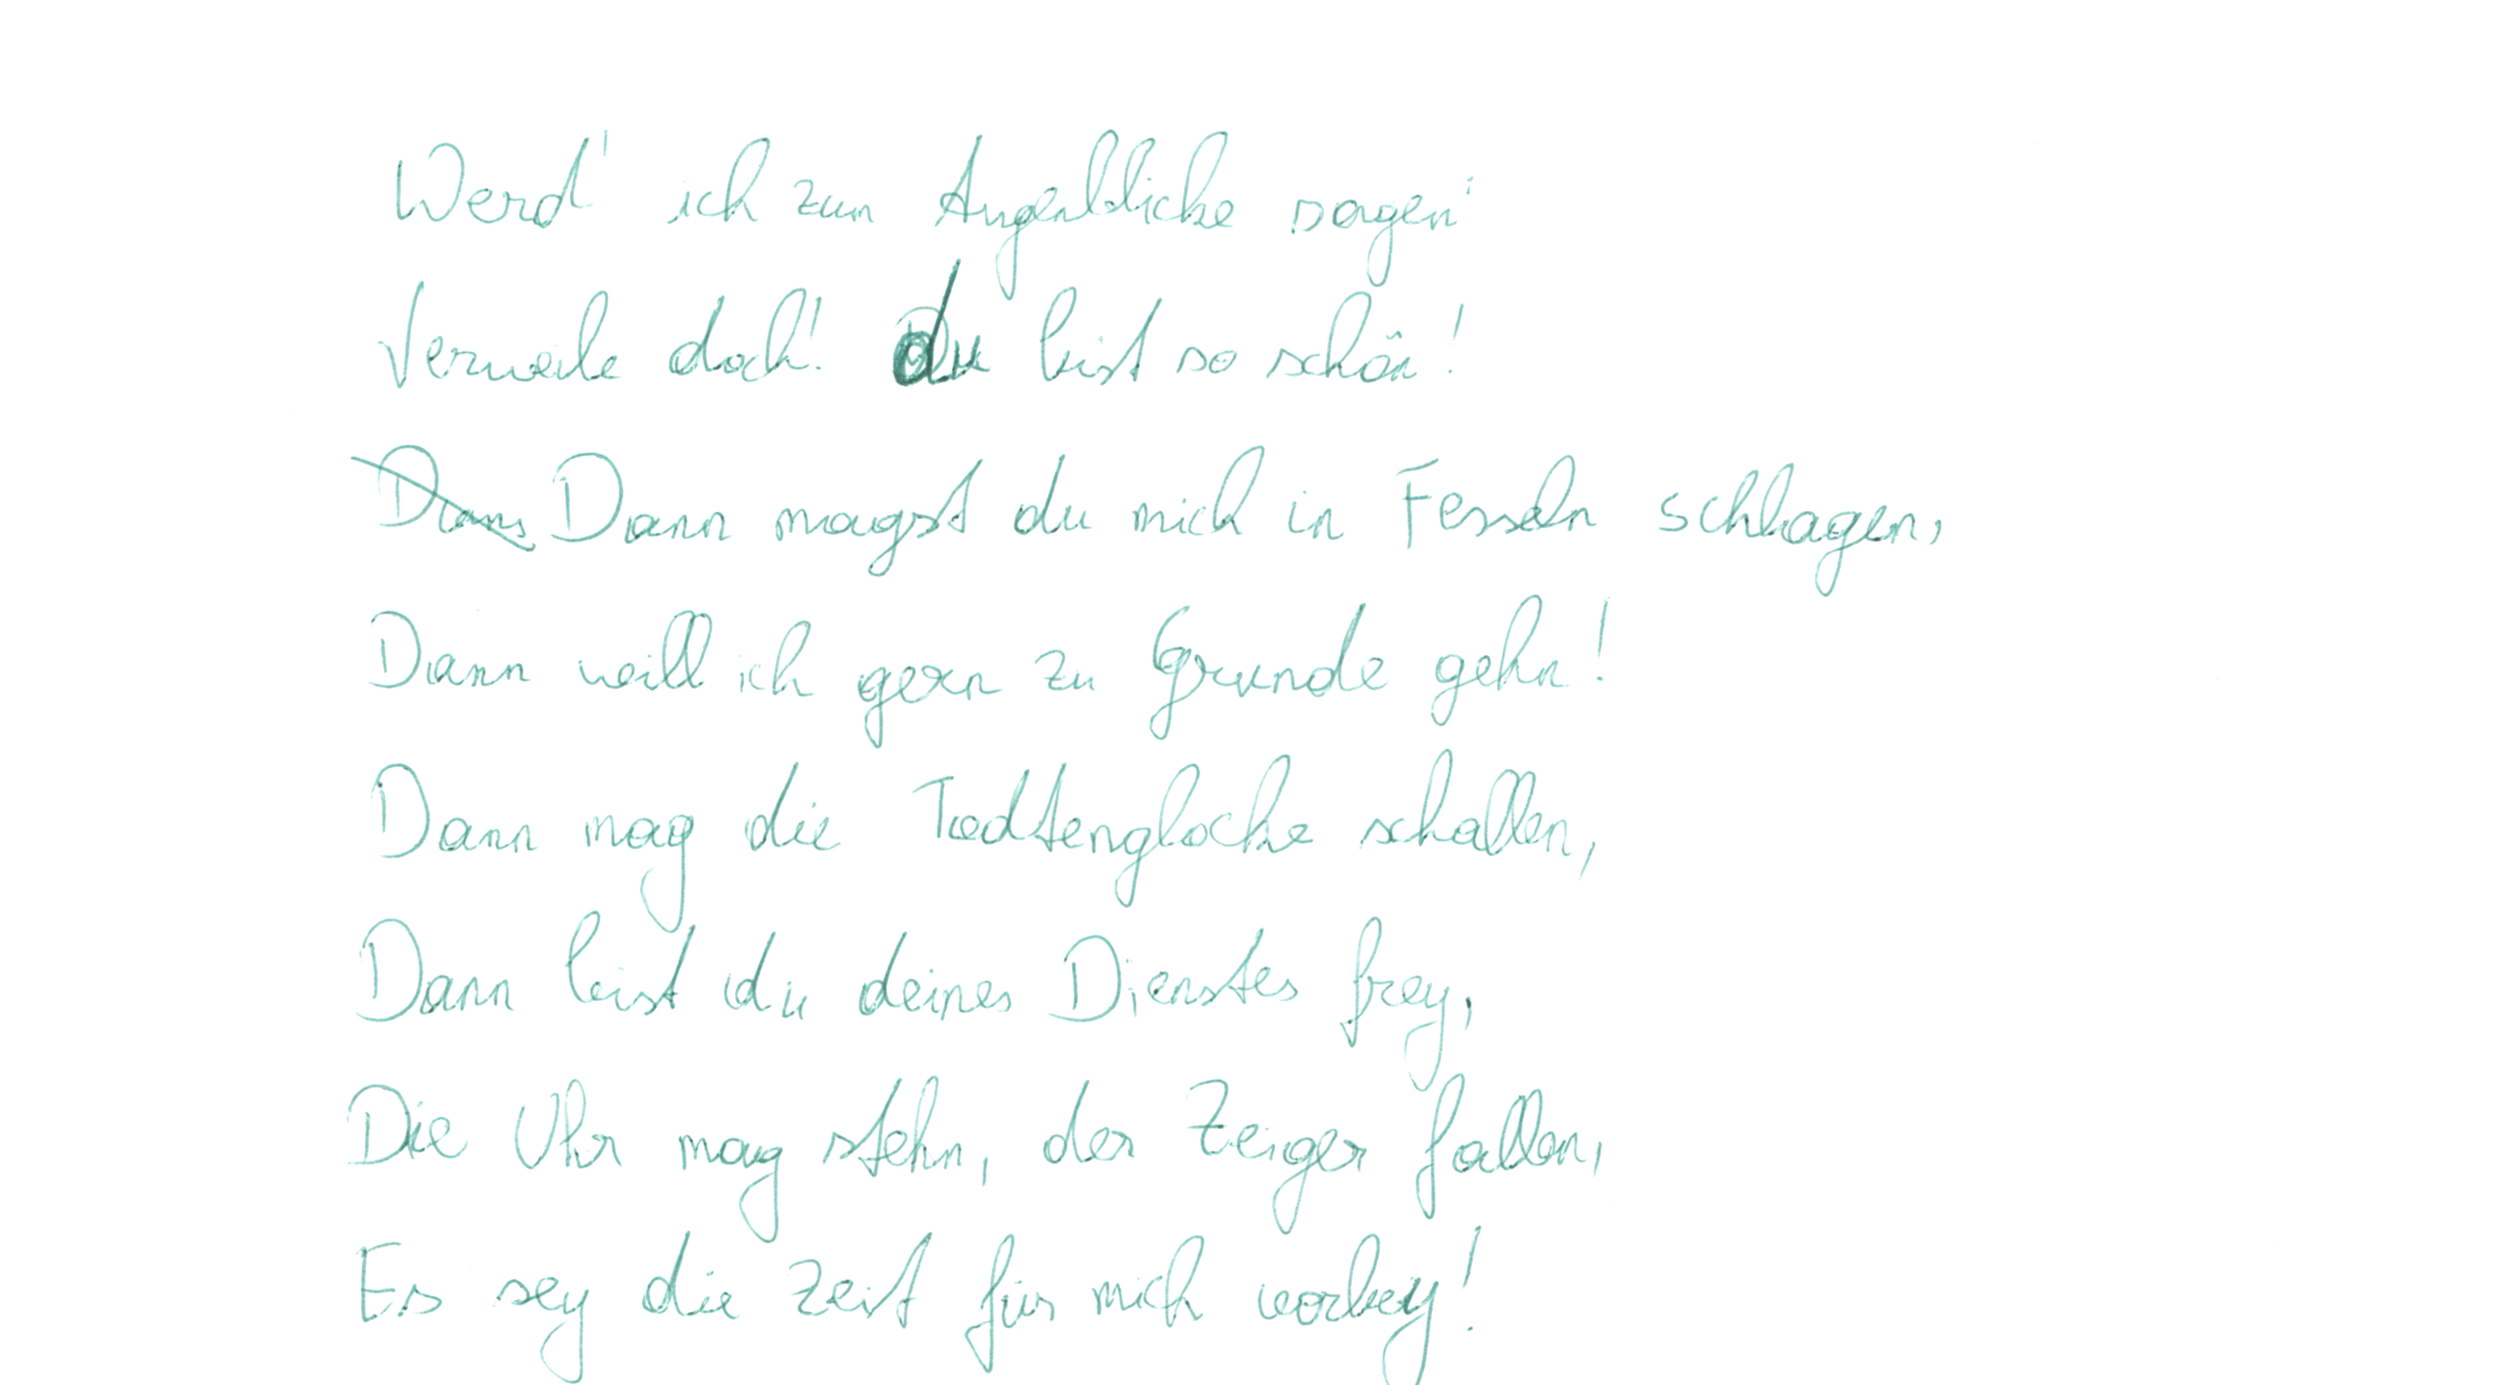 Werd' ich zum Augenblicke sagen:
Verweile doch! du bist so schön!
Dann magst du mich in Fesseln schlagen,
Dann will ich gern zu Grunde gehn!
Dann mag die Todtenglocke schallen,
Dann bist du deines Dienstes frey,
Die Uhr mag stehn, der Zeiger fallen,
Es sey die Zeit für mich vorbey!